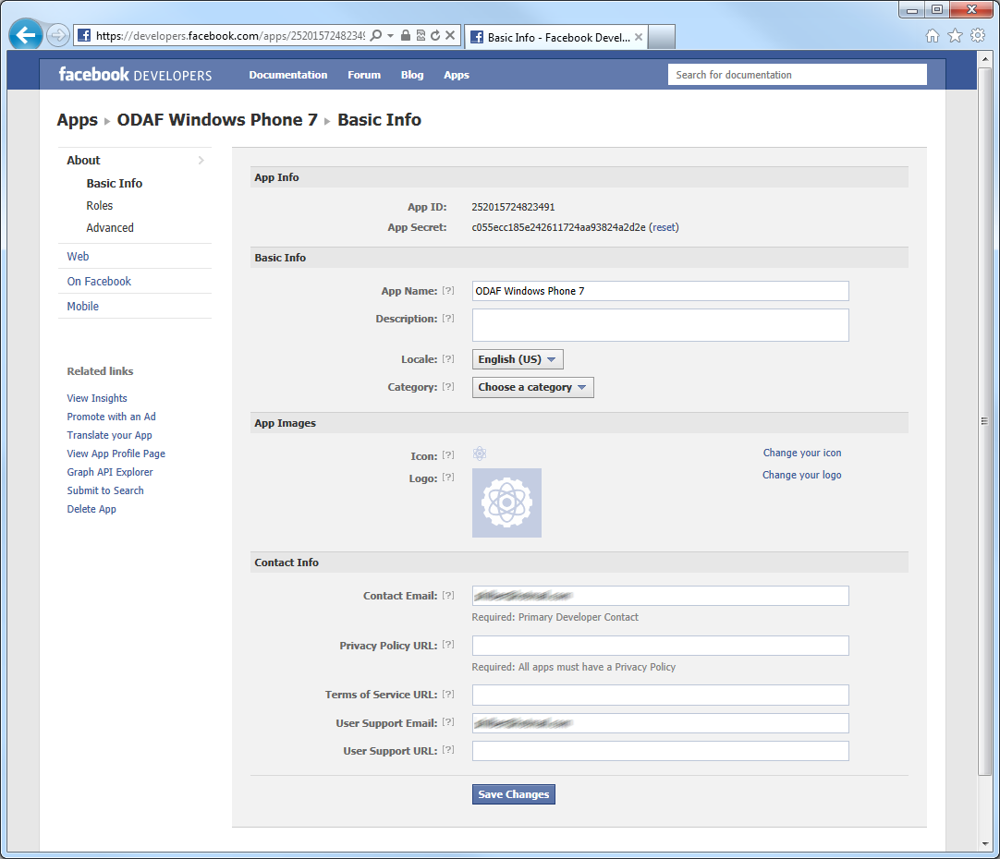 https://developers.facebook.com/apps/252015724823491
Basic Info - Facebook Devel...
facebook DEVELOPERS
Documentation
Forum
Blog
Apps
Search for documentation
Apps ▸ ODAF Windows Phone 7 ▸ Basic Info
About
Basic Info
Roles
Advanced
Web
On Facebook
Mobile
Related links
View Insights
Promote with an Ad
Translate your App
View App Profile Page
Graph API Explorer
Submit to Search
Delete App
App Info
App ID: 252015724823491
App Secret: c055ecc185e242611724aa93824a2d2e (reset)
Basic Info
App Name: [?] ODAF Windows Phone 7
Description: [?]
Locale: [?] English (US)
Category: [?] Choose a category
App Images
Icon: [?] Change your icon
Logo: [?] Change your logo
Contact Info
Contact Email: [?]
Required: Primary Developer Contact
Privacy Policy URL: [?]
Required: All apps must have a Privacy Policy
Terms of Service URL: [?]
User Support Email: [?]
User Support URL: [?]
Save Changes